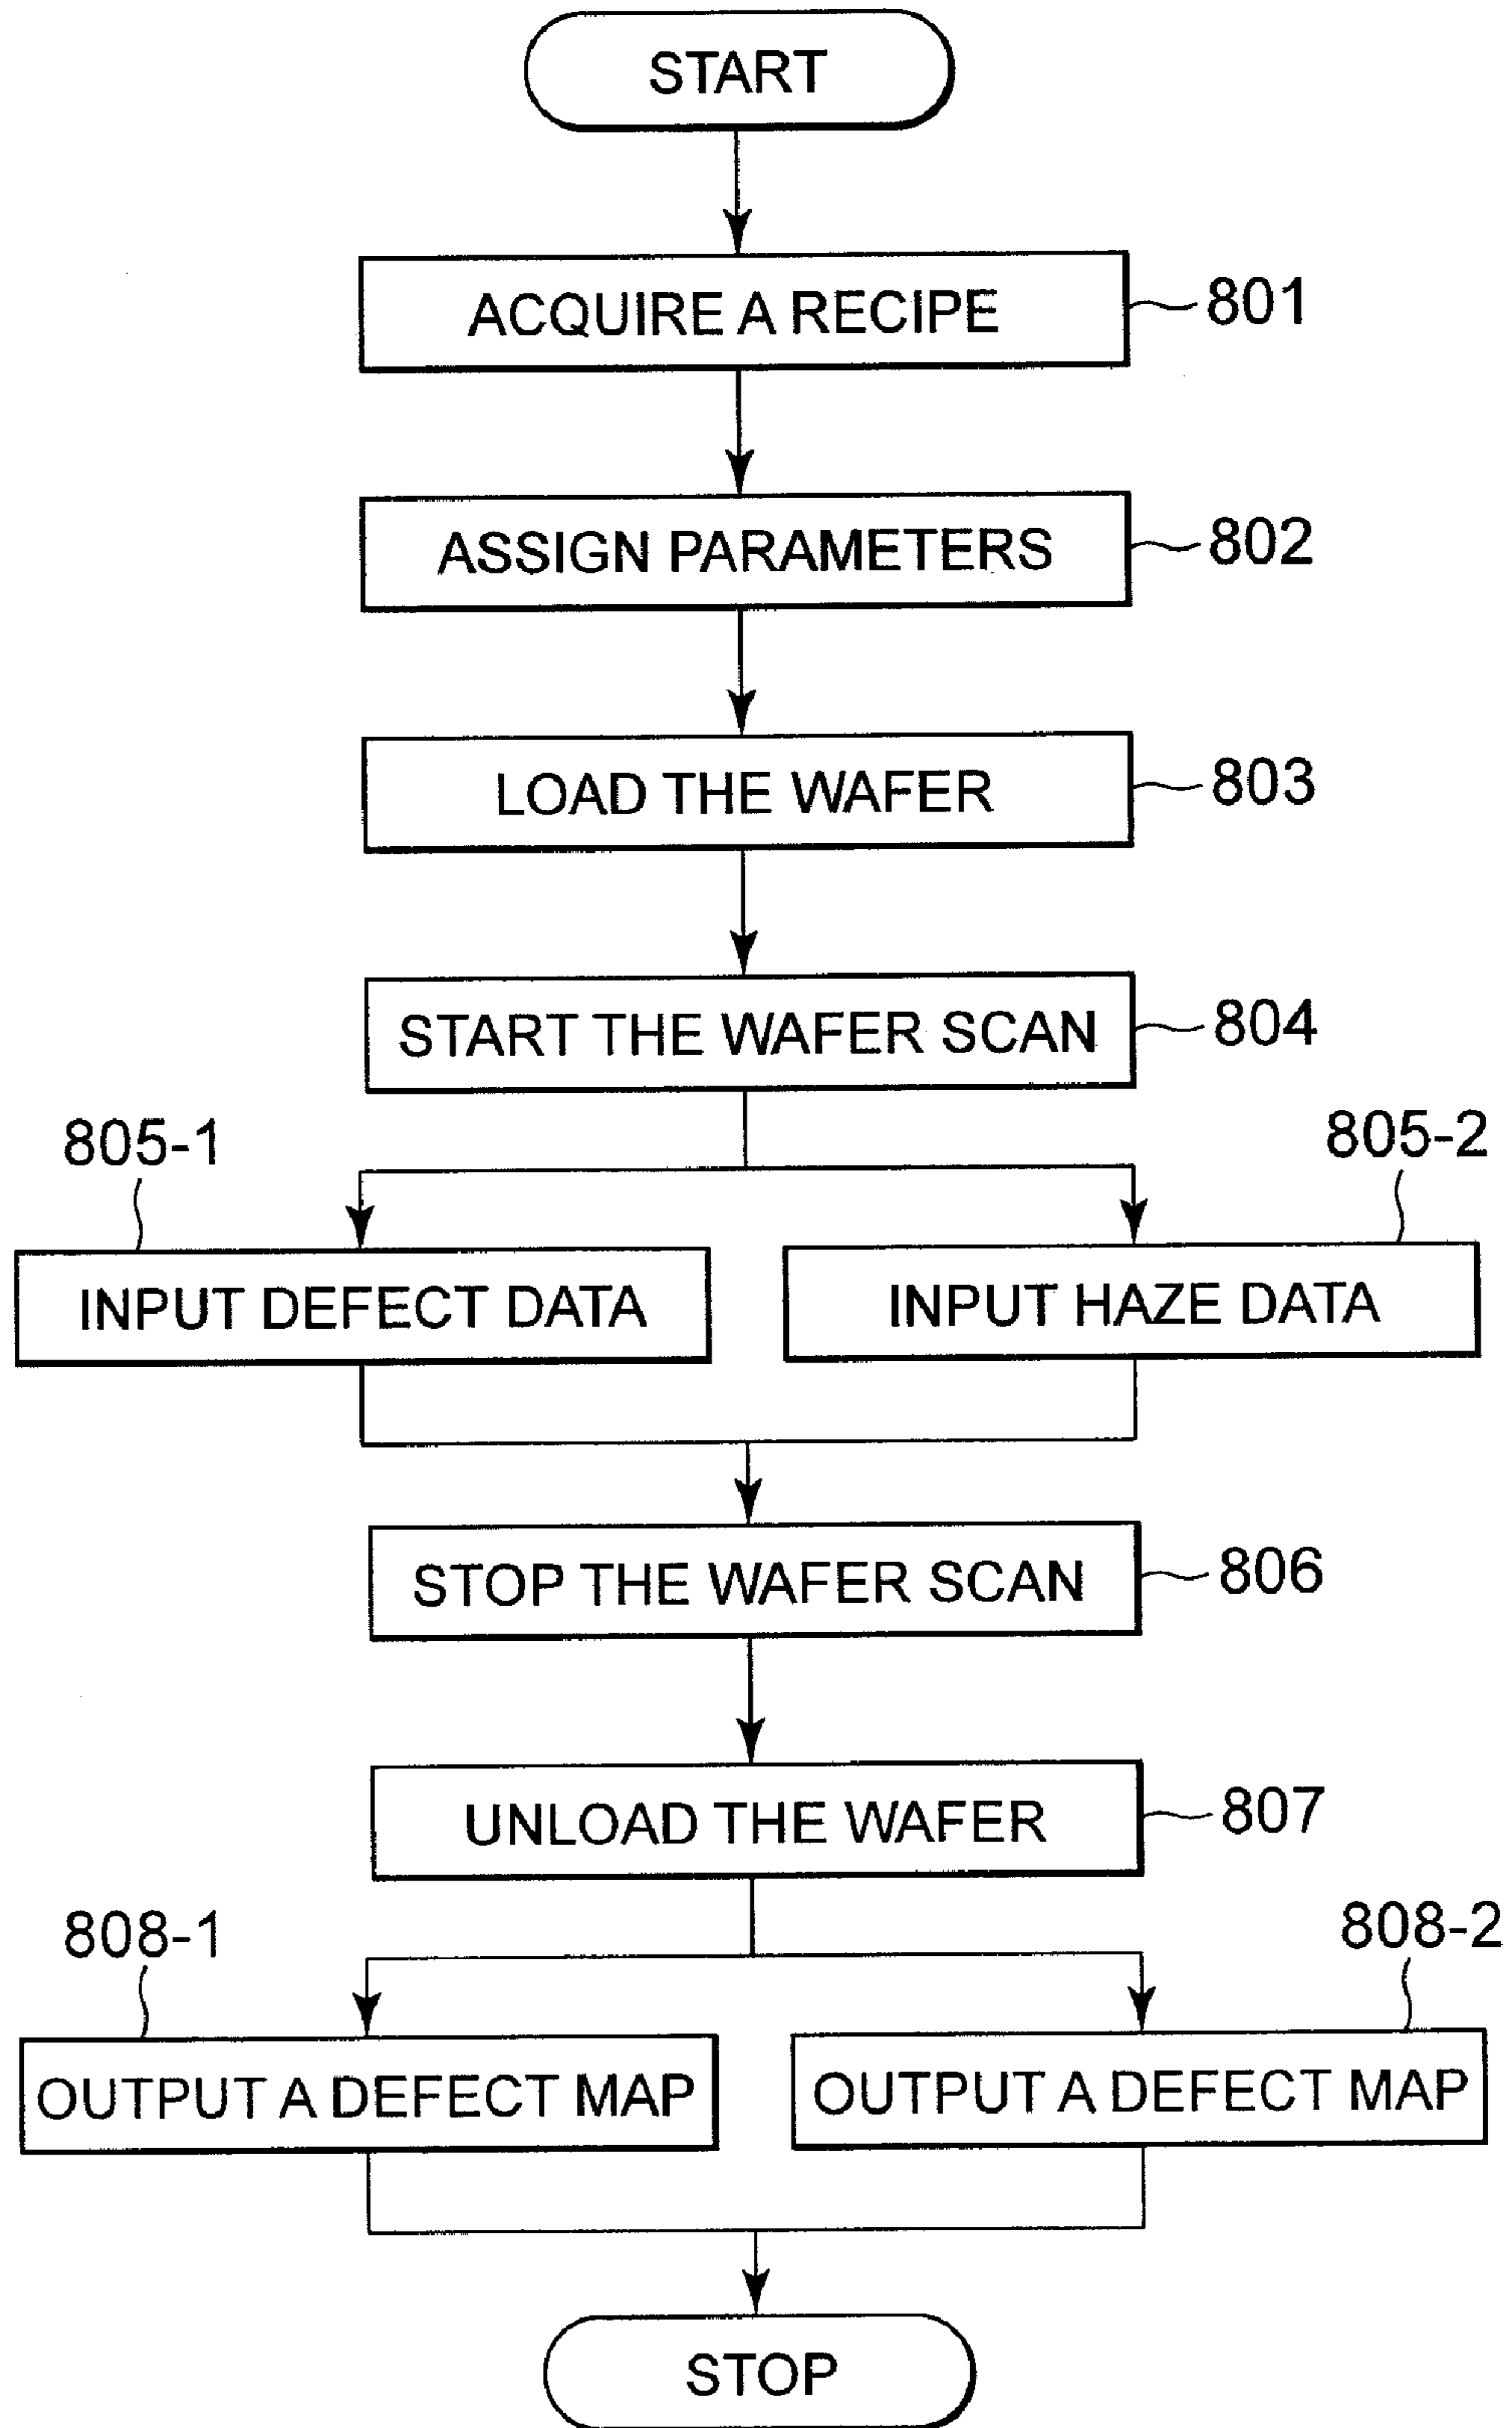 START
ACQUIRE A RECIPE
801
ASSIGN PARAMETERS
802
LOAD THE WAFER
803
START THE WAFER SCAN
804
805-1
805-2
INPUT DEFECT DATA
INPUT HAZE DATA
STOP THE WAFER SCAN
806
UNLOAD THE WAFER
807
808-1
808-2
OUTPUT A DEFECT MAP
OUTPUT A DEFECT MAP
STOP